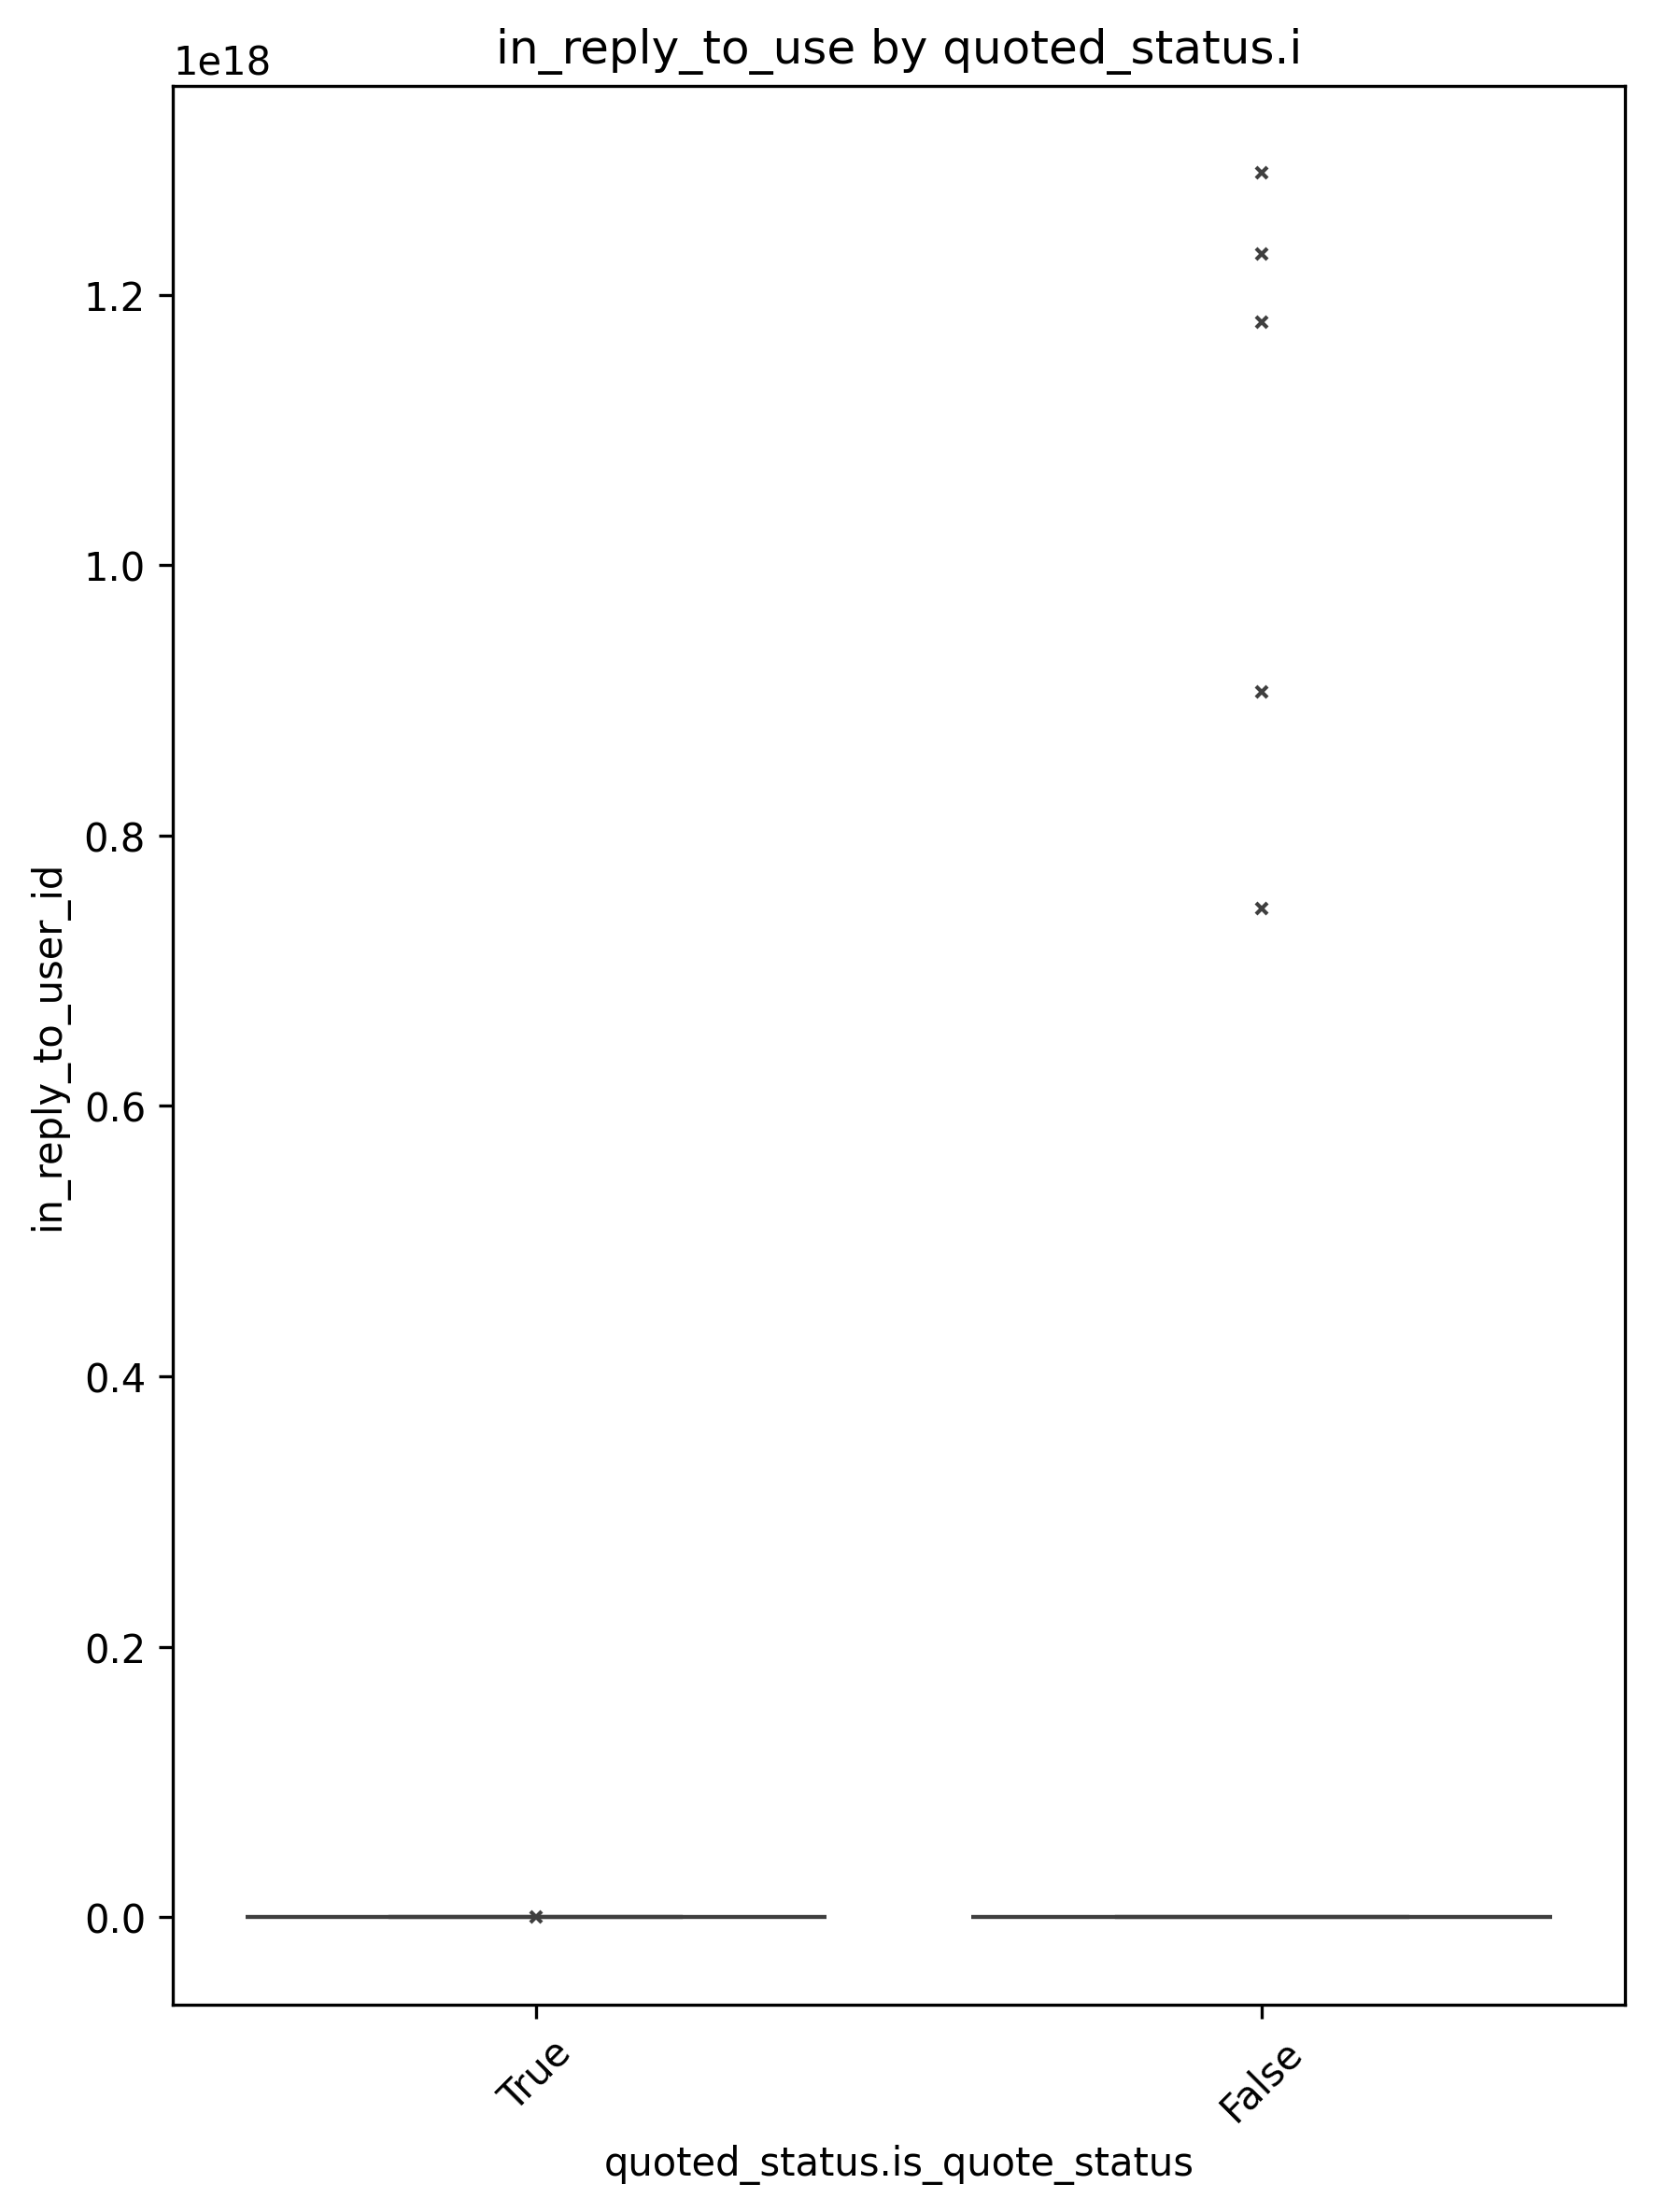 in_reply_to_use by quoted_status.i
1e18
1.2
1.0
0.8
0.6
0.4
0.2
0.0
in_reply_to_user_id
True
False
quoted_status.is_quote_status